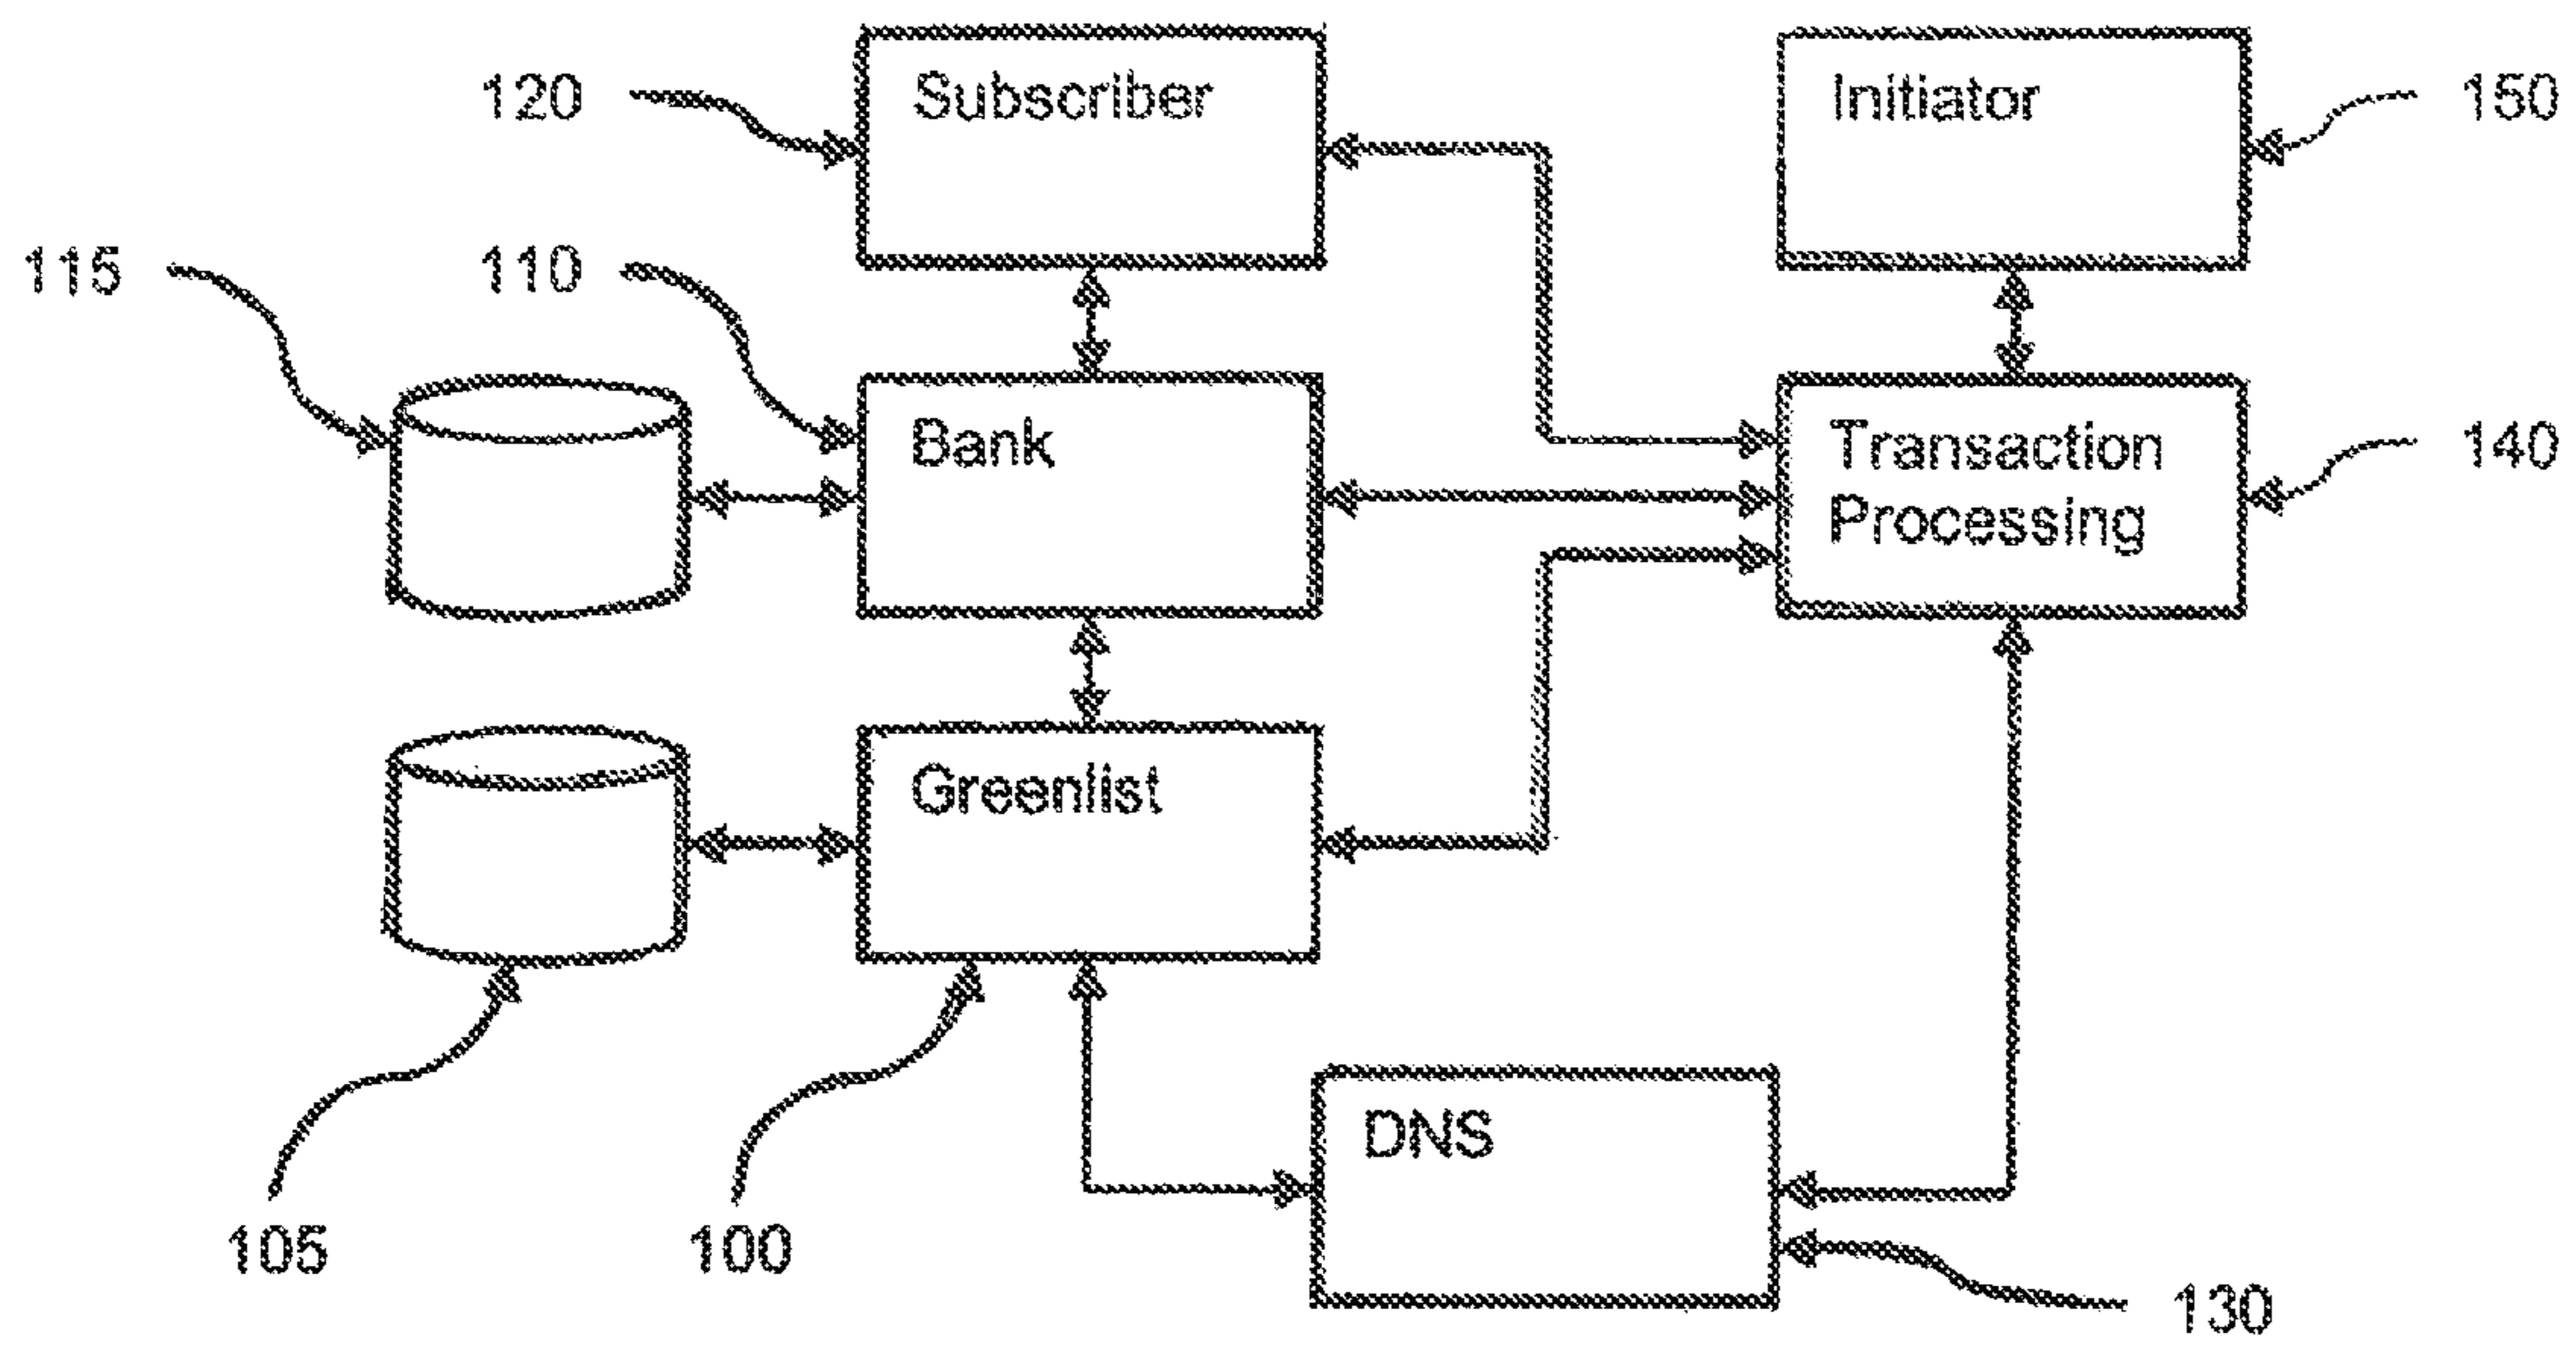 120
Subscriber
Initiator
150
115
110
Bank
Transaction
Processing
140
Greenlist
DNS
105
100
130